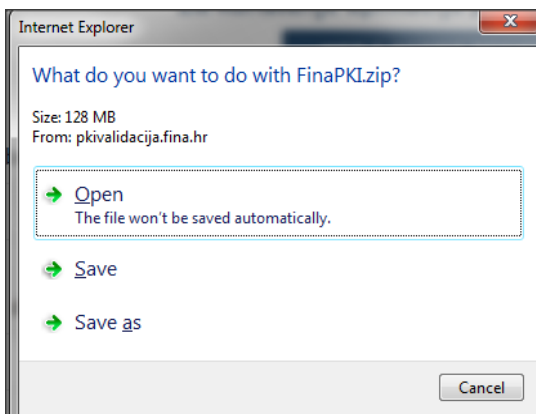 Internet Explorer
What do you want to do with FinaPKI.zip?
Size: 128 MB
From: pkivalidacija.fina.hr
Open
The file won't be saved automatically.
Save
Save as
Cancel